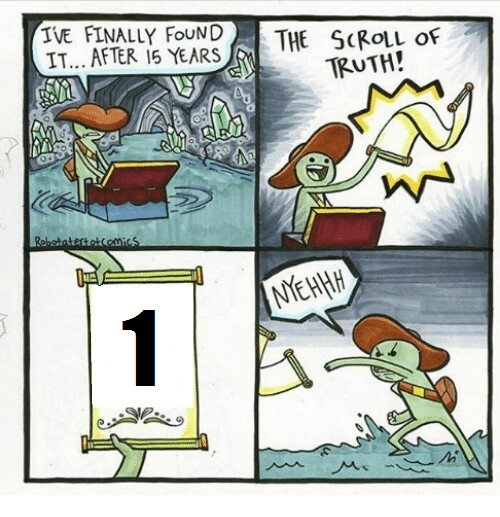 I'VE FINALLY FOUND
IT... AFTER 15 YEARS
THE SCROLL OF
TRUTH!
Robotatertotcomics
1
NYEHHH